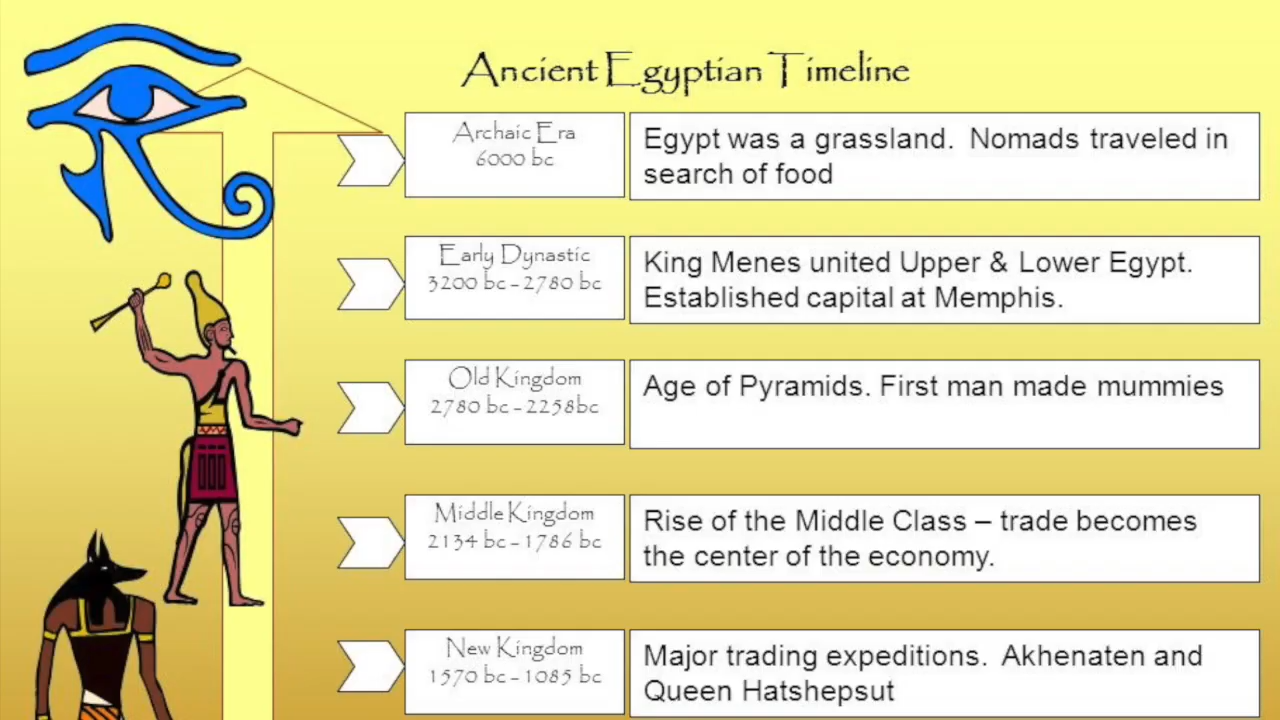 Ancient Egyptian Timeline
Archaic Era
6000 bc
Egypt was a grassland.  Nomads traveled in
search of food
Early Dynastic
3200 bc - 2780 bc
King Menes united Upper & Lower Egypt.
Established capital at Memphis.
Old Kingdom
2780 bc - 2258bc
Age of Pyramids. First man made mummies
Middle Kingdom
2134 bc - 1786 bc
Rise of the Middle Class – trade becomes
the center of the economy.
New Kingdom
1570 bc - 1085 bc
Major trading expeditions.  Akhenaten and
Queen Hatshepsut